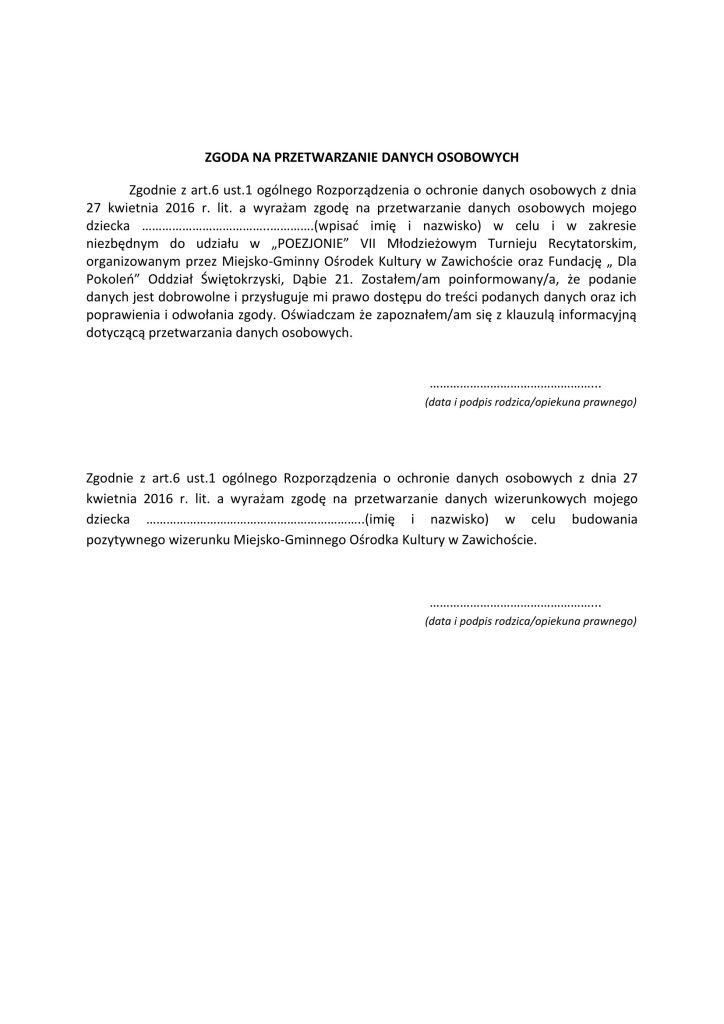 ZGODA NA PRZETWARZANIE DANYCH OSOBOWYCH
Zgodnie z art.6 ust.1 ogólnego Rozporządzenia o ochronie danych osobowych z dnia
27 kwietnia 2016 r. lit. a wyrażam zgodę na przetwarzanie danych osobowych mojego
dziecka ………………………………..………….(wpisać imię i nazwisko) w celu i w zakresie
niezbędnym do udziału w „POEZJONIE” VII Młodzieżowym Turnieju Recytatorskim,
organizowanym przez Miejsko-Gminny Ośrodek Kultury w Zawichoście oraz Fundację „ Dla
Pokoleń” Oddział Świętokrzyski, Dąbie 21. Zostałem/am poinformowany/a, że podanie
danych jest dobrowolne i przysługuje mi prawo dostępu do treści podanych danych oraz ich
poprawienia i odwołania zgody. Oświadczam że zapoznałem/am się z klauzulą informacyjną
dotyczącą przetwarzania danych osobowych.
…………………………………………...
(data i podpis rodzica/opiekuna prawnego)
Zgodnie z art.6 ust.1 ogólnego Rozporządzenia o ochronie danych osobowych z dnia 27
kwietnia 2016 r. lit. a wyrażam zgodę na przetwarzanie danych wizerunkowych mojego
dziecka ………………………………………………………..(imię i nazwisko) w celu budowania
pozytywnego wizerunku Miejsko-Gminnego Ośrodka Kultury w Zawichoście.
…………………………………………...
(data i podpis rodzica/opiekuna prawnego)